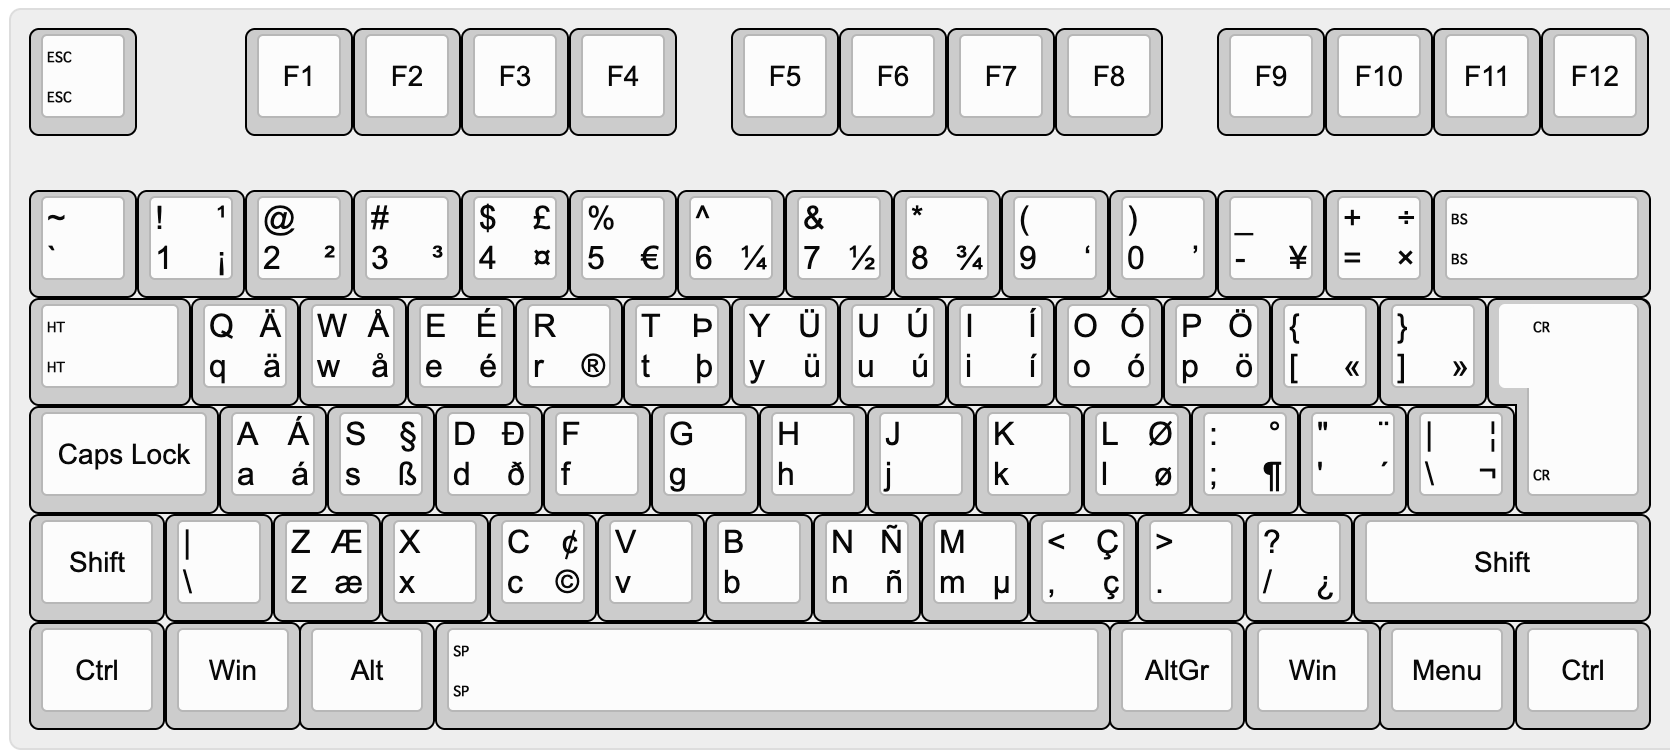 ESC F1 F2 F3 F4 F5 F6 F7 F8 F9 F10 F11 F12
ESC
~ ! ¹ @ # $ £ % ^ & * ( ) _ + ÷ BS
` 1 ¡ 2 ² 3 ³ 4 ¤ 5 € 6 ¼ 7 ½ 8 ¾ 9 ‘ 0 ’ - ¥ = × BS
HT Q Ä W Å E É R T Þ Y Ü U Ú I Í O Ó P Ö { } CR
HT q ä w å e é r ® t þ y ü u ú i í o ó p ö [ « ] »
Caps Lock A Á S § D Ð F G H J K L Ø : ° " ¨ | ¦
a á s ß d ð f g h j k l ø ; ¶ ' ´ \ ¬ CR
Shift | Z Æ X C ¢ V B N Ñ M < Ç > ? Shift
\ z æ x c © v b n ñ m µ , ç . / ¿
Ctrl Win Alt SP AltGr Win Menu Ctrl
SP